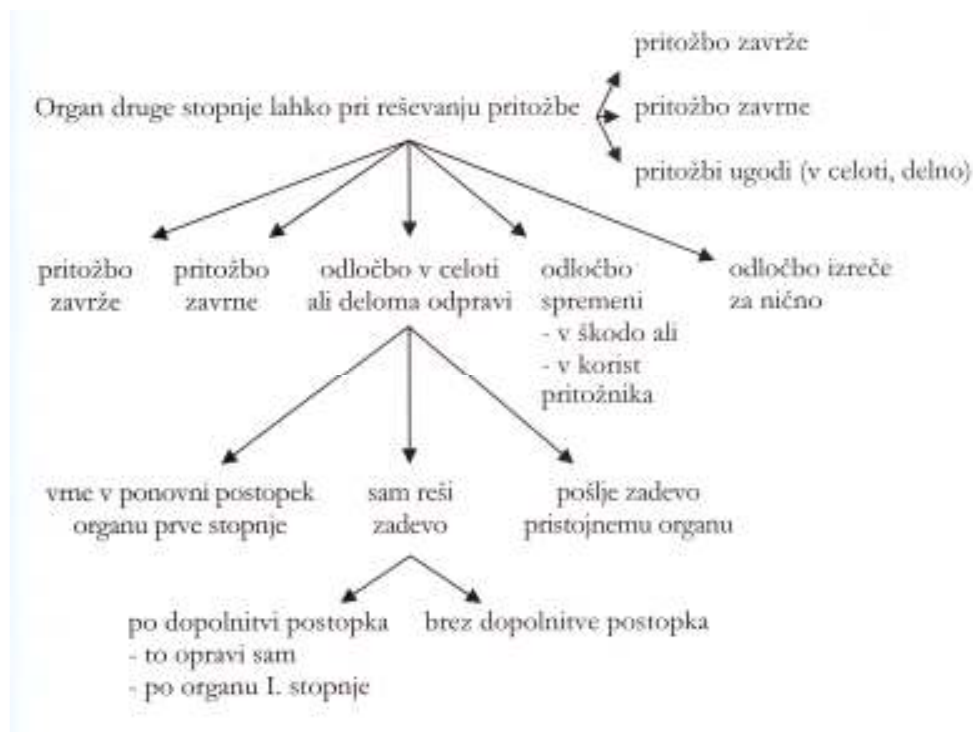 pritožbo zavrže
Organ druge stopnje lahko pri reševanju pritožbe
pritožbo zavrne
pritožbi ugodi (v celoti, delno)
pritožbo
zavrže
pritožbo
zavrne
odločbo v celoti
ali deloma odpravi
odločbo
spremeni
- v škodo ali
- v korist
pritožnika
odločbo izreče
za nično
vrne v ponovni postopek
organu prve stopnje
sam reši
zadevo
pošlje zadevo
pristojnemu organu
po dopolnitvi postopka
- to opravi sam
- po organu I. stopnje
brez dopolnitve postopka